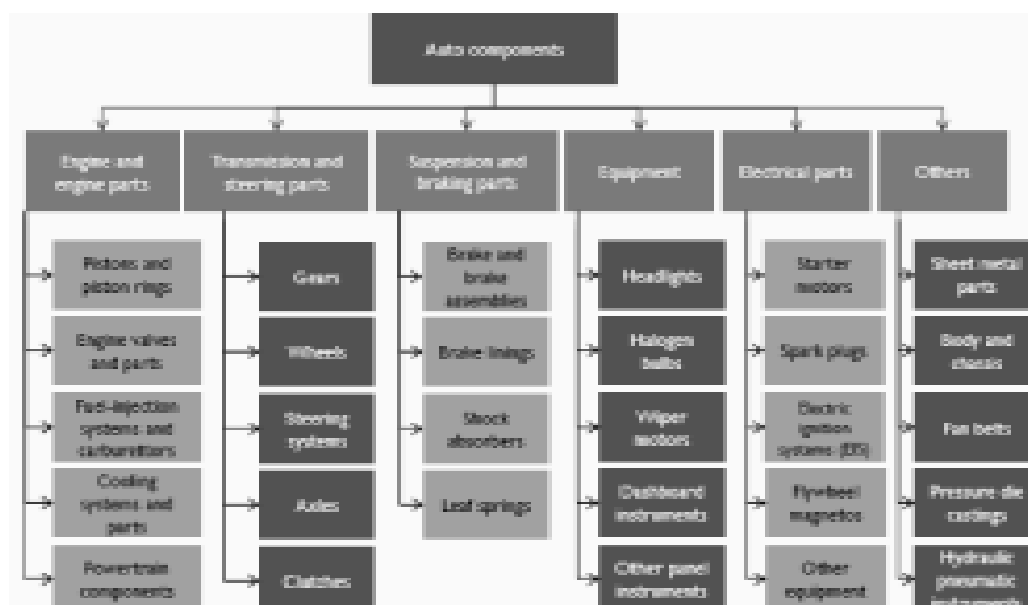 Auto components
Engine and
engine parts
Transmission and
steering parts
Suspension and
braking parts
Equipment
Electrical parts
Others
Pistons and
piston rings
Gears
Brake and
brake
assemblies
Headlights
Starter
motors
Sheet metal
parts
Engine valves
and parts
Wheels
Brake linings
Halogen
bulbs
Spark plugs
Body and
chassis
Fuel-injection
systems and
carburettors
Steering
systems
Shock
absorbers
Wiper
motors
Electric
ignition
systems (EIS)
Fan belts
Cooling
systems and
parts
Axles
Leaf springs
Dashboard
instruments
Flywheel
magnetos
Pressure die
castings
Powertrain
components
Clutches
Other panel
instruments
Other
equipment
Hydraulic
pneumatic
instruments